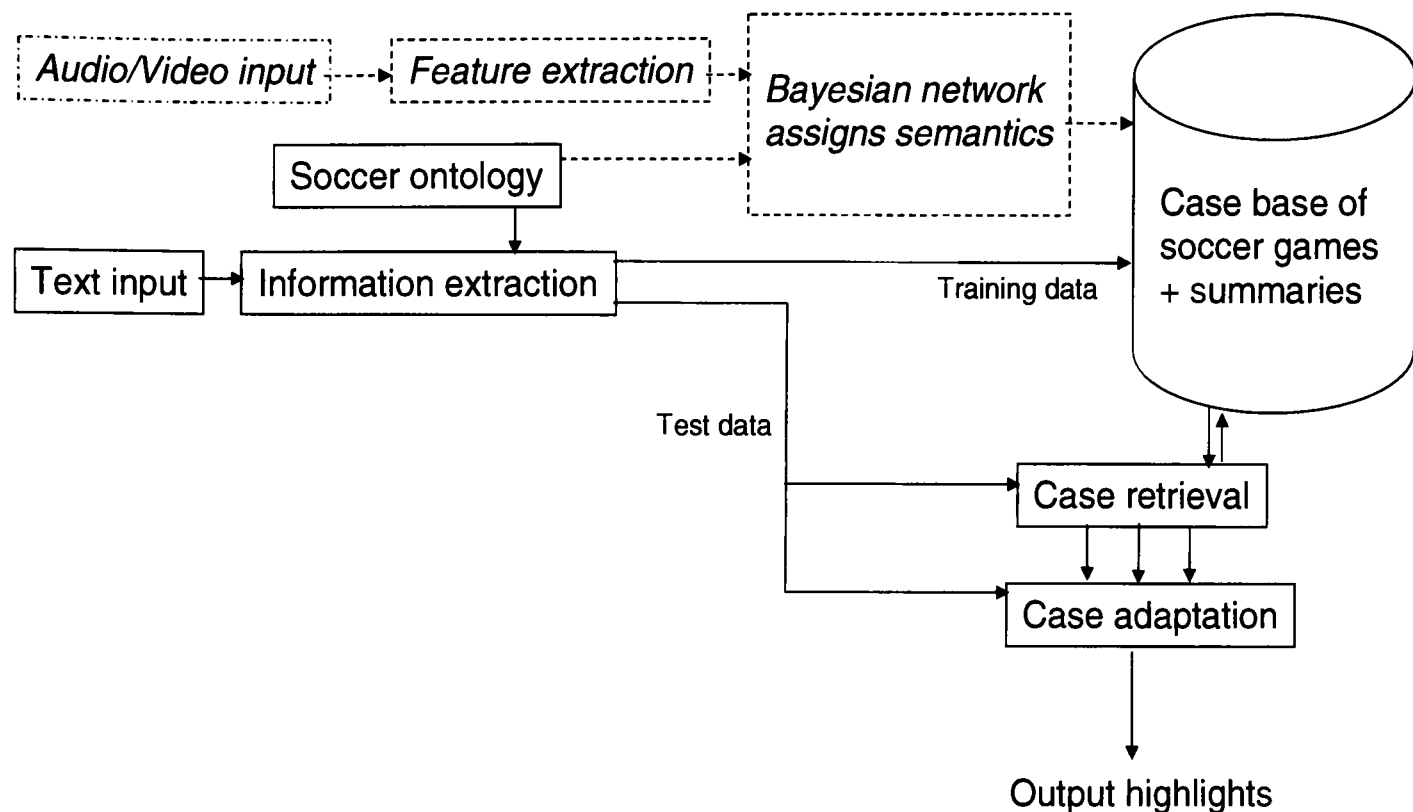 Audio/Video input
Feature extraction
Bayesian network
assigns semantics
Soccer ontology
Case base of
soccer games
+ summaries
Text input
Information extraction
Training data
Test data
Case retrieval
Case adaptation
Output highlights